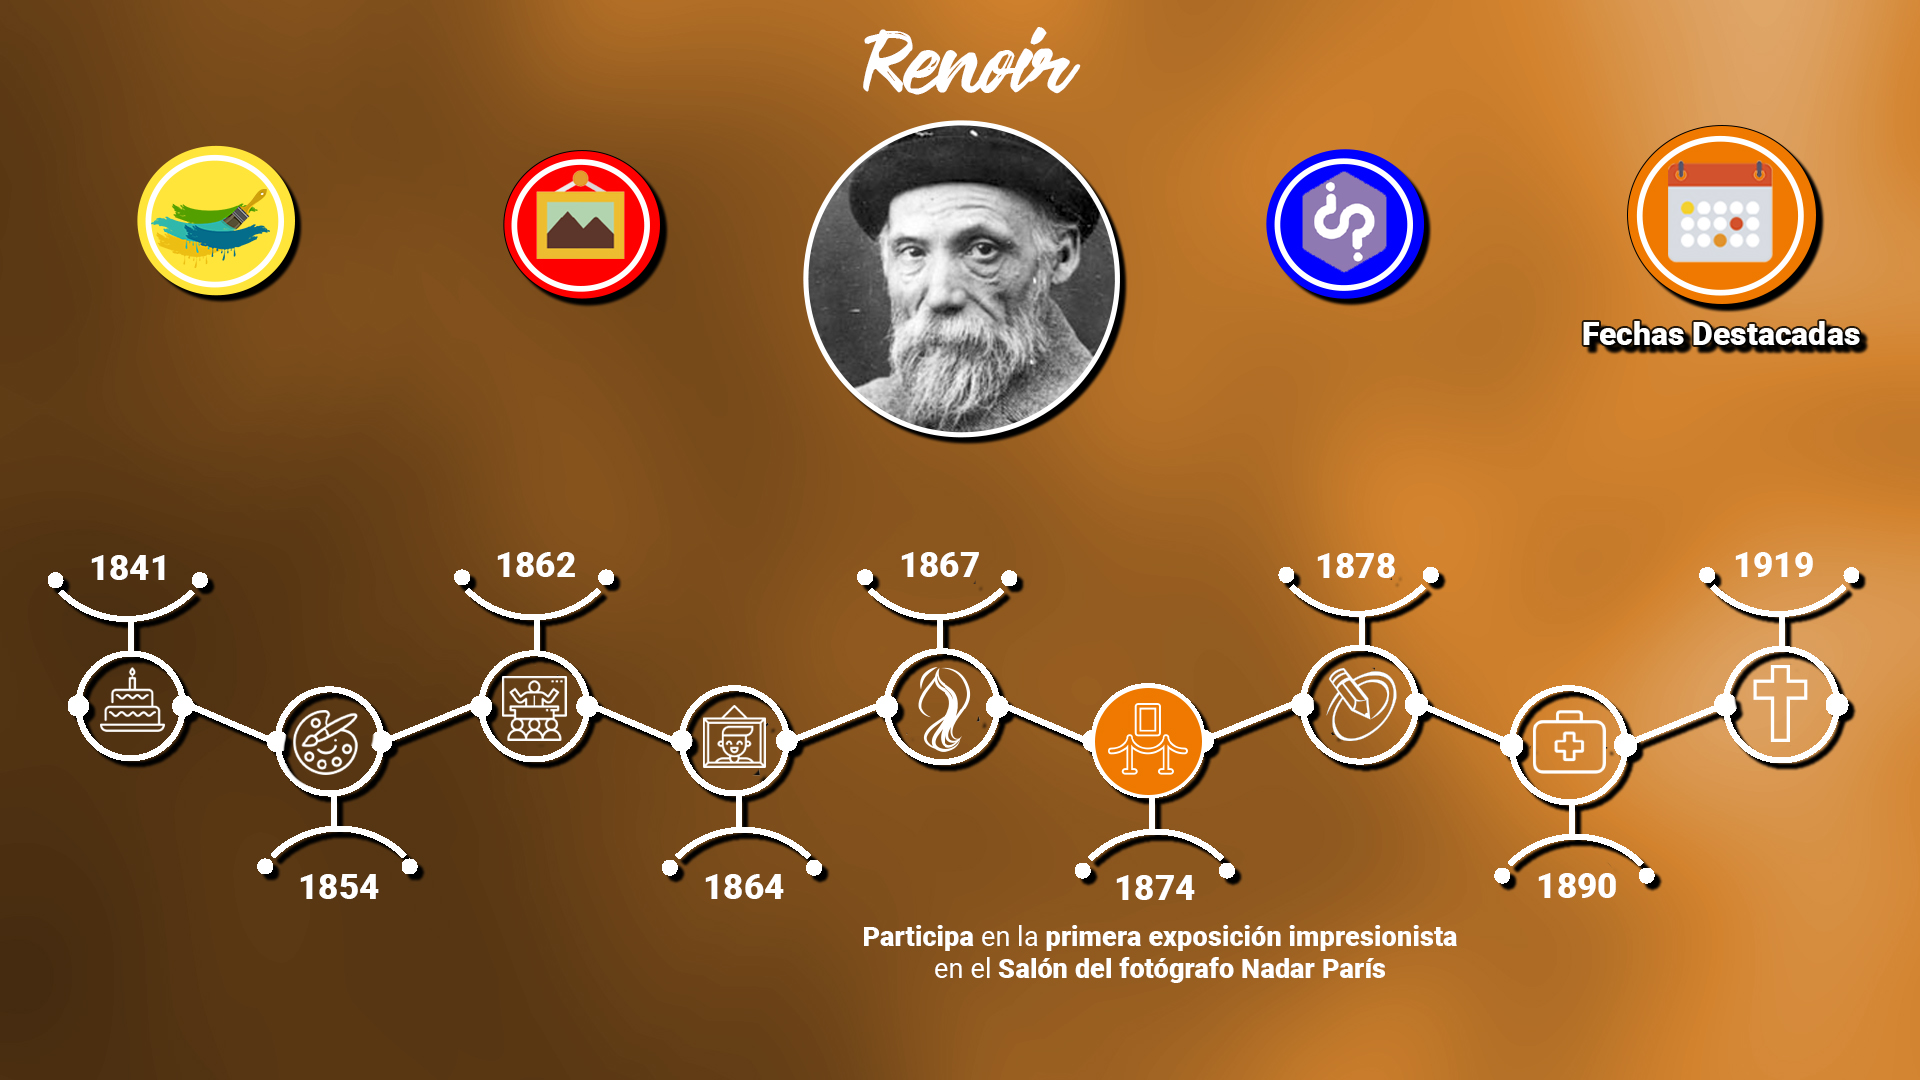 Renoir
Fechas Destacadas
1841
1862
1867
1878
1919
1854
1864
1874
1890
Participa en la primera exposición impresionista
en el Salón del fotógrafo Nadar París